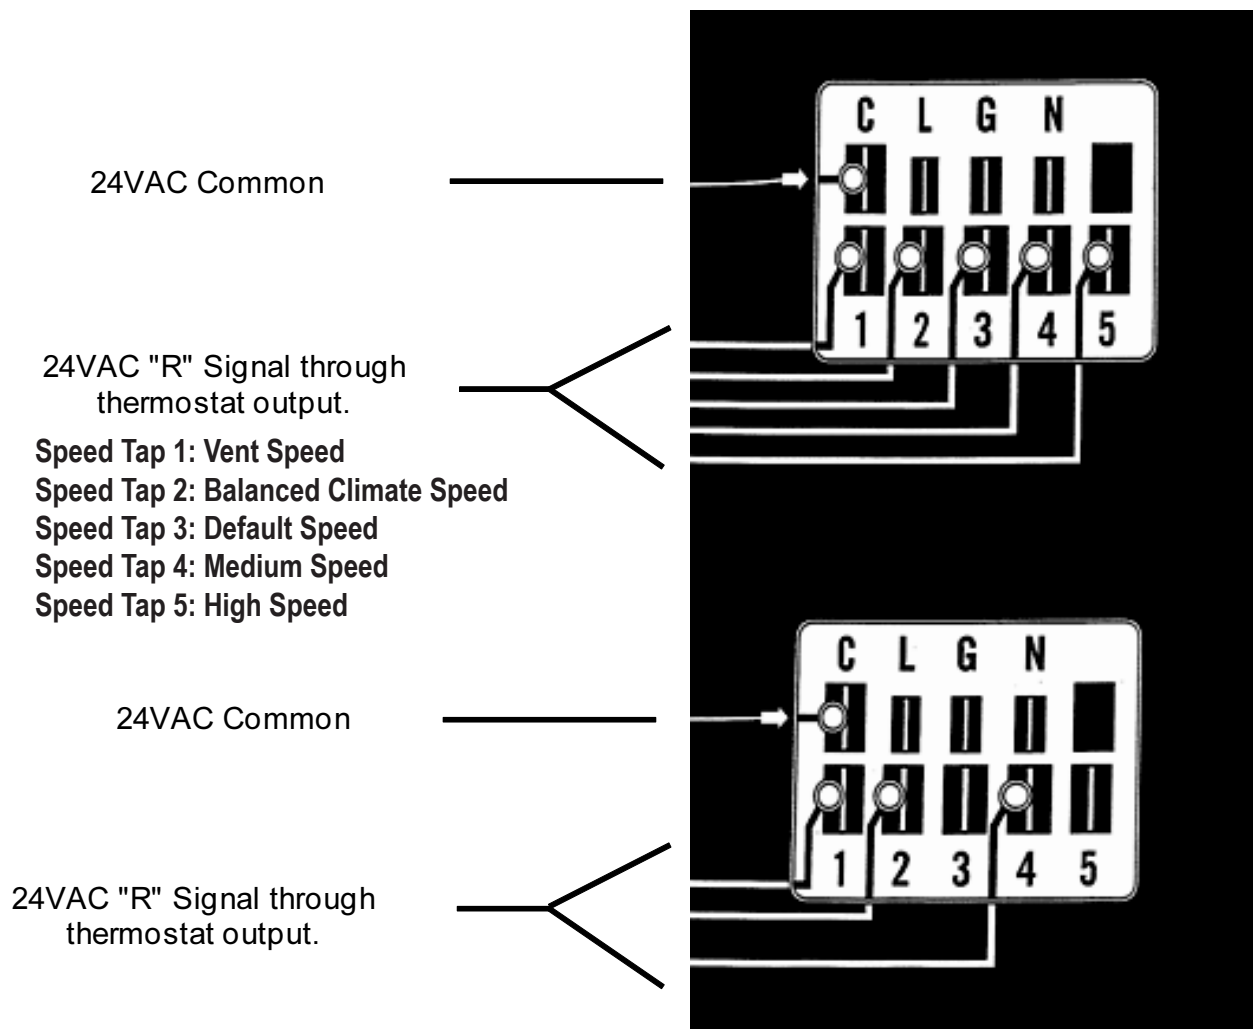 C L G N
24VAC Common
1 2 3 4 5
24VAC "R" Signal through
thermostat output.
Speed Tap 1: Vent Speed
Speed Tap 2: Balanced Climate Speed
Speed Tap 3: Default Speed
Speed Tap 4: Medium Speed
Speed Tap 5: High Speed
C L G N
24VAC Common
1 2 3 4 5
24VAC "R" Signal through
thermostat output.